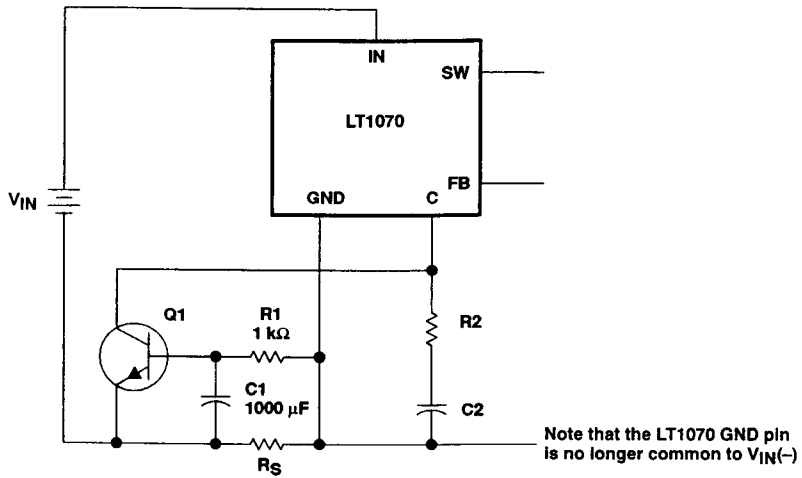 IN
SW
LT1070
FB
GND
C
VIN
Q1
R1
1 kΩ
R2
C1
1000 μF
C2
RS
Note that the LT1070 GND pin
is no longer common to VIN(–)